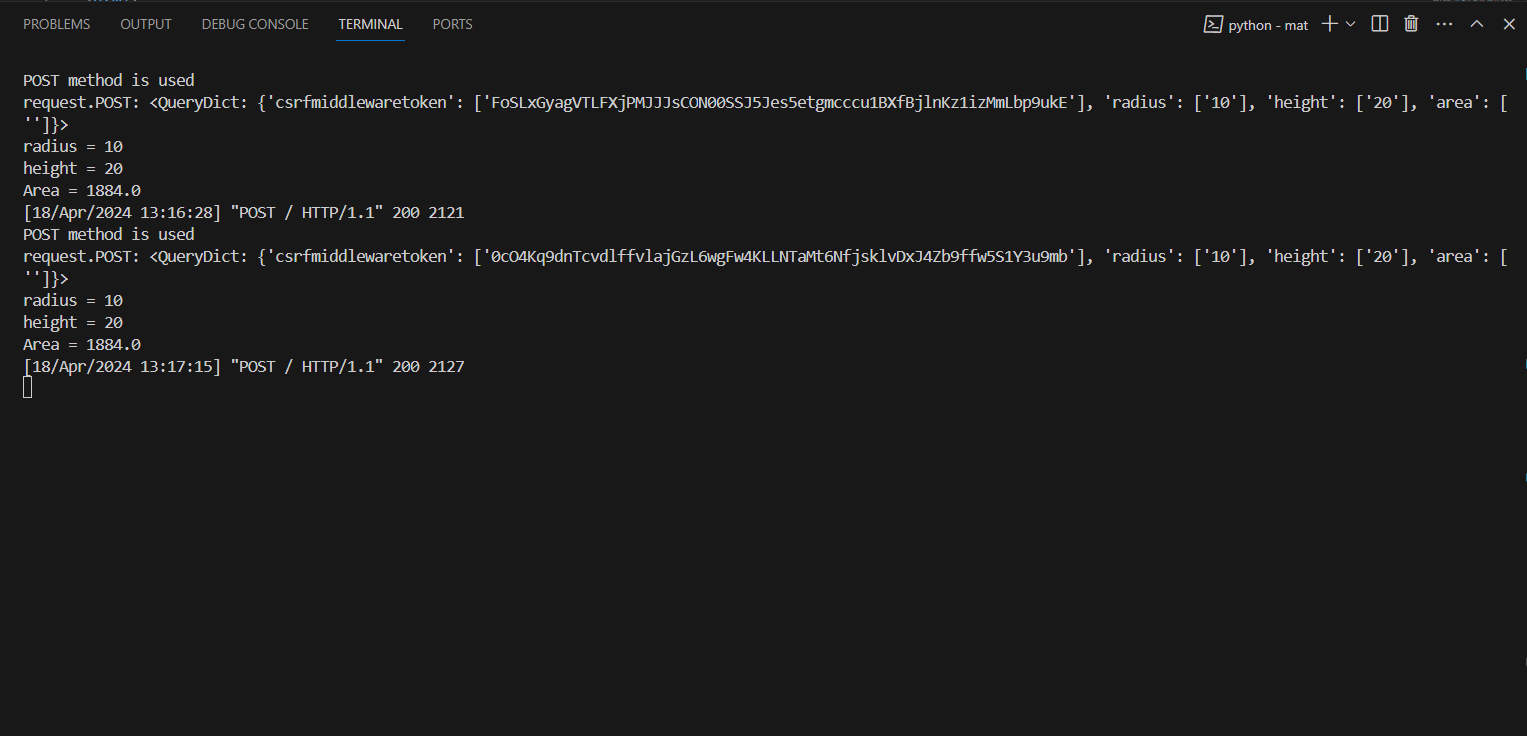 PROBLEMS OUTPUT DEBUG CONSOLE TERMINAL PORTS python - mat
POST method is used
request.POST: <QueryDict: {'csrfmiddlewaretoken': ['FoSLxGyagVTLFXjPMJJJsCON00SSJ5Jes5etgmcccu1BXfBjlnKz1izMmLbp9ukE'], 'radius': ['10'], 'height': ['20'], 'area': [
'']}>
radius = 10
height = 20
Area = 1884.0
[18/Apr/2024 13:16:28] "POST / HTTP/1.1" 200 2121
POST method is used
request.POST: <QueryDict: {'csrfmiddlewaretoken': ['0cO4Kq9dnTcvdlffvlajGzL6wgFw4KLLNTaMt6NfjsklvDxJ4Zb9ffw5S1Y3u9mb'], 'radius': ['10'], 'height': ['20'], 'area': [
'']}>
radius = 10
height = 20
Area = 1884.0
[18/Apr/2024 13:17:15] "POST / HTTP/1.1" 200 2127